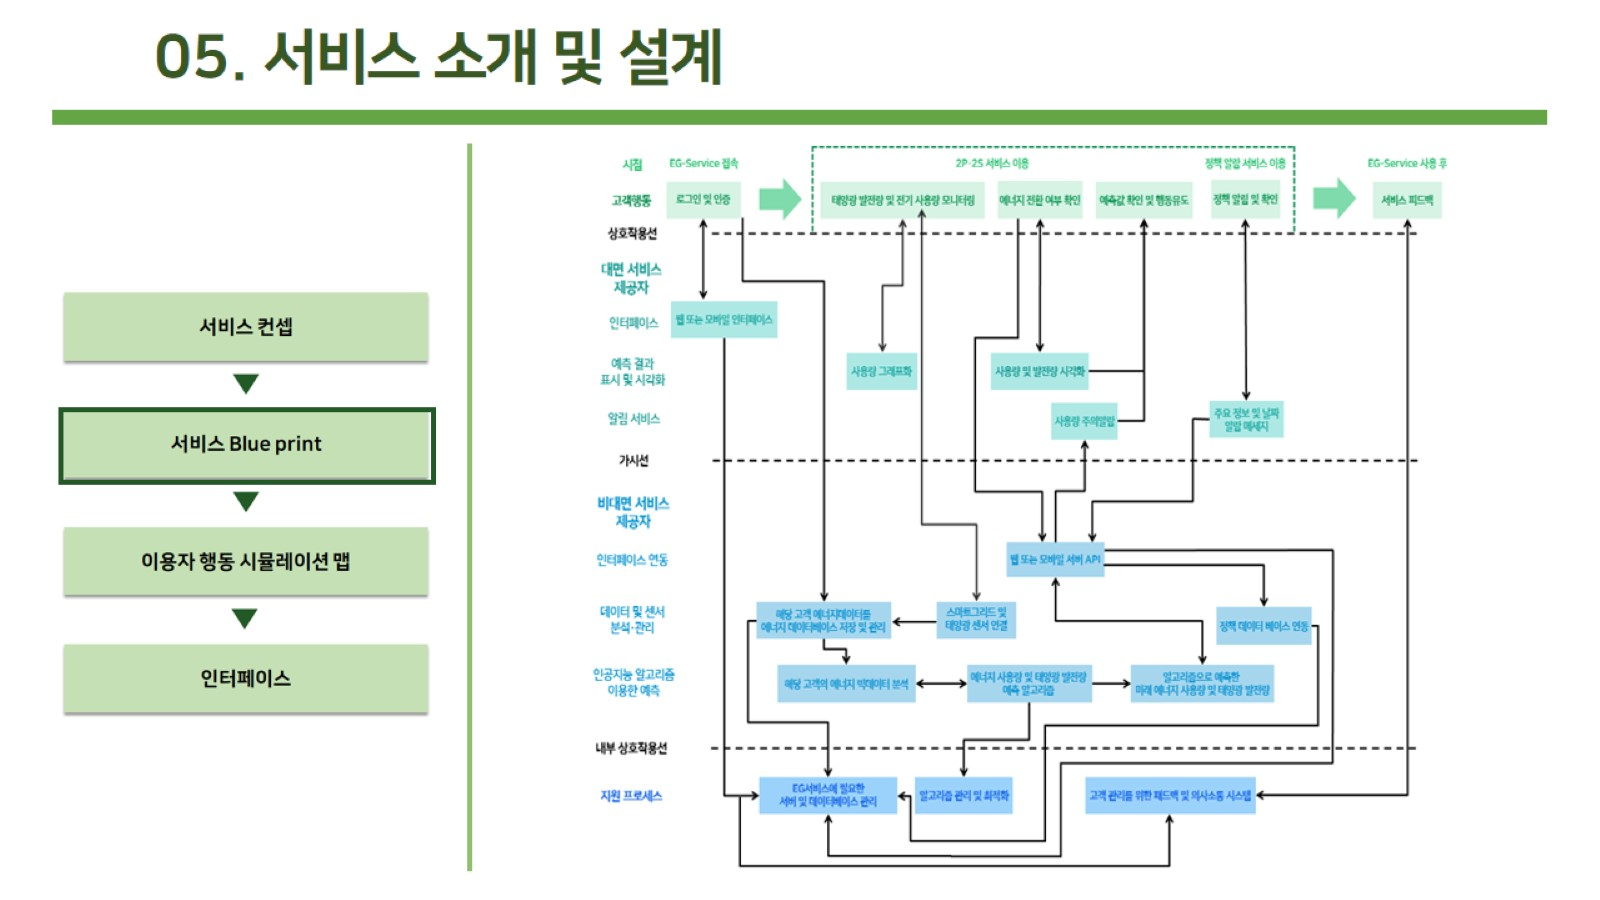 05. 서비스 소개 및 설계
서비스 컨셉
서비스 Blue print
이용자 행동 시뮬레이션 맵
인터페이스
시점
EG-Service 접속
2P-2S 서비스 이용
정책 알람 서비스 이용
EG-Service 사용 후
고객행동
로그인 및 인증
태양광 발전량 및 전기 사용량 모니터링
에너지 전환 여부 확인
예측값 확인 및 행동유도
정책 알림 및 확인
서비스 피드백
상호작용선
대면 서비스
제공자
인터페이스
웹 또는 모바일 인터페이스
예측 결과
표시 및 시각화
사용량 그래프화
사용량 및 발전량 시각화
알림 서비스
사용량 주의알람
주요 정보 및 날짜
알람 메세지
가시선
비대면 서비스
제공자
인터페이스 연동
웹 또는 모바일 서버 API
데이터 및 센서
분석·관리
해당 고객 에너지데이터를
에너지 데이터베이스 저장 및 관리
스마트그리드 및
태양광 센서 연결
정책 데이터 베이스 연동
인공지능 알고리즘
이용한 예측
해당 고객의 에너지 빅데이터 분석
에너지 사용량 및 태양광 발전량
예측 알고리즘
알고리즘으로 예측한
미래 에너지 사용량 및 태양광 발전량
내부 상호작용선
지원 프로세스
EG서비스에 필요한
서버 및 데이터베이스 관리
알고리즘 관리 및 최적화
고객 관리를 위한 패드백 및 의사소통 시스템